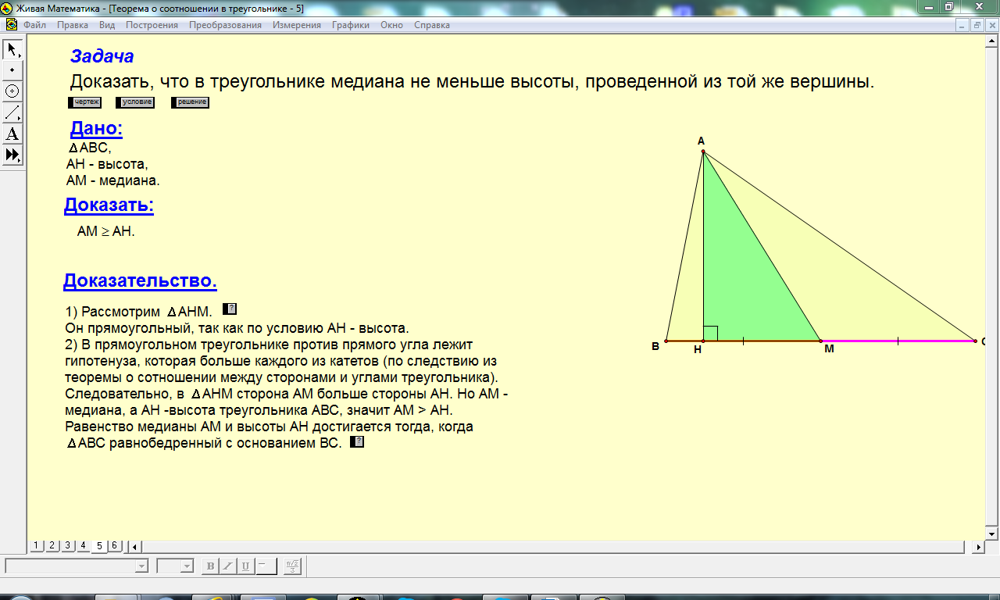 Живая Математика - [Теорема о соотношении в треугольнике - 5]
Файл Правка Вид Построения Преобразования Измерения Графики Окно Справка
Задача
Доказать, что в треугольнике медиана не меньше высоты, проведенной из той же вершины.
чертеж условие решение
Дано:
ΔABC,
AH - высота,
AM - медиана.
Доказать:
AM ≥ AH.
Доказательство.
1) Рассмотрим ΔAHM. ?
Он прямоугольный, так как по условию AH - высота.
2) В прямоугольном треугольнике против прямого угла лежит
гипотенуза, которая больше каждого из катетов (по следствию из
теоремы о сотношении между сторонами и углами треугольника).
Следовательно, в ΔAHM сторона AM больше стороны AH. Но AM -
медиана, а AH -высота треугольника ABC, значит AM > AH.
Равенство медианы AM и высоты AH достигается тогда, когда
ΔABC равнобедренный с основанием BC. ?
A
B
H
M
C
A
1 2 3 4 5 6
B I U